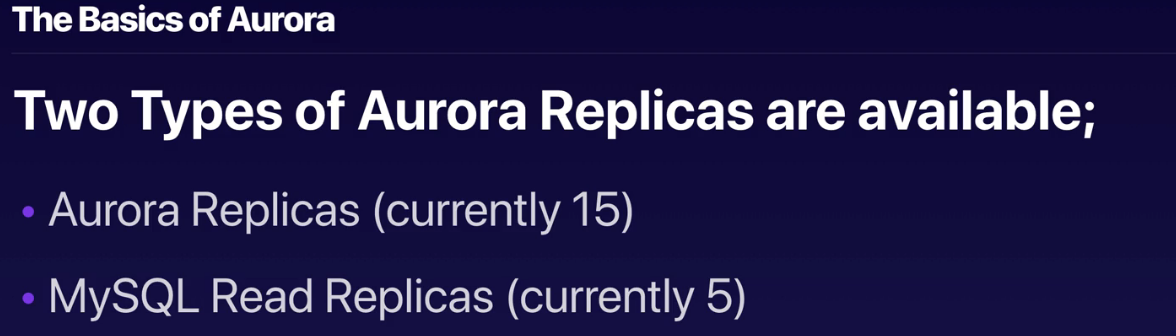 The Basics of Aurora
Two Types of Aurora Replicas are available;
• Aurora Replicas (currently 15)
• MySQL Read Replicas (currently 5)